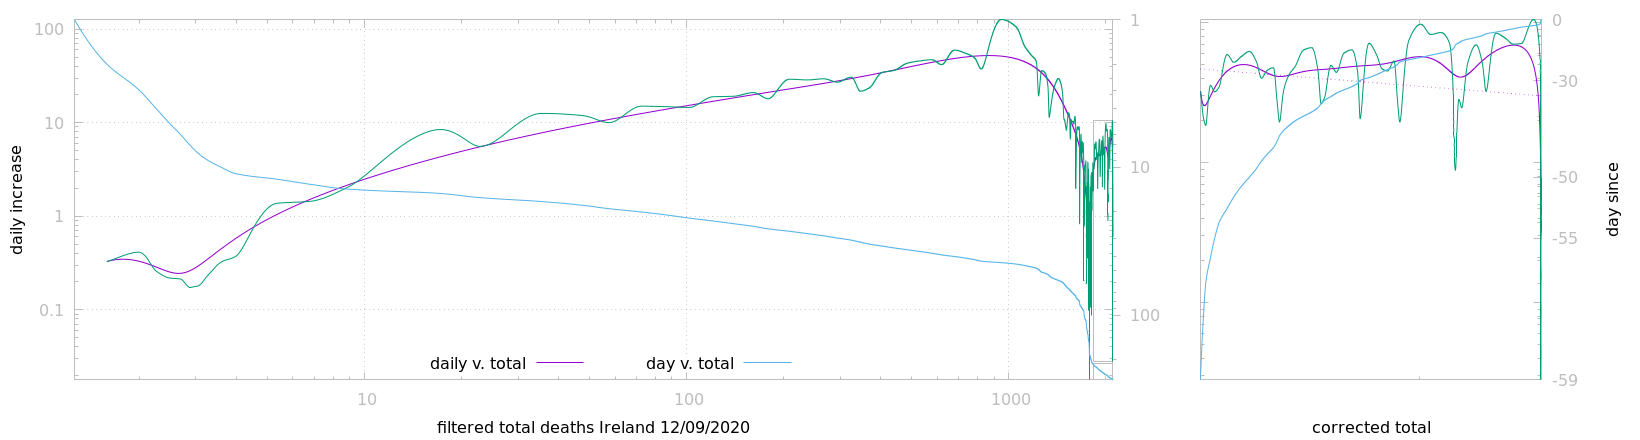 100
10
1
0.1
daily increase
10
100
1000
filtered total deaths Ireland 12/09/2020
daily v. total
day v. total
1
10
100
0
-30
-50
-55
-59
day since
corrected total